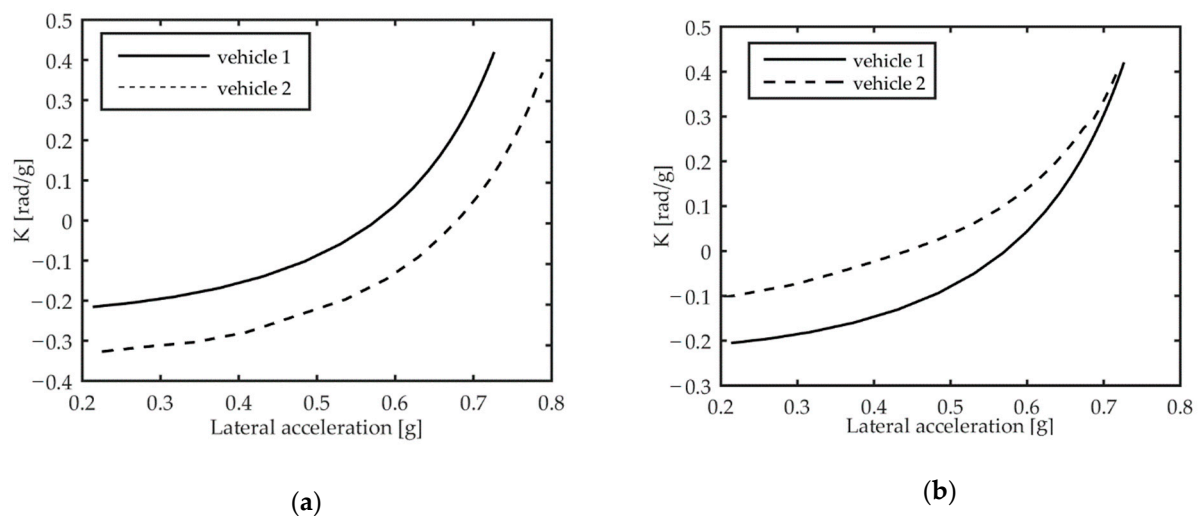 0.5
0.4
0.3
0.2
0.1
0
−0.1
−0.2
−0.3
−0.4
K [rad/g]
vehicle 1
vehicle 2
0.2 0.3 0.4 0.5 0.6 0.7 0.8
Lateral acceleration [g]
(a)
0.5
0.4
0.3
0.2
0.1
0
−0.1
−0.2
−0.3
K [rad/g]
vehicle 1
vehicle 2
0.2 0.3 0.4 0.5 0.6 0.7 0.8
Lateral acceleration [g]
(b)